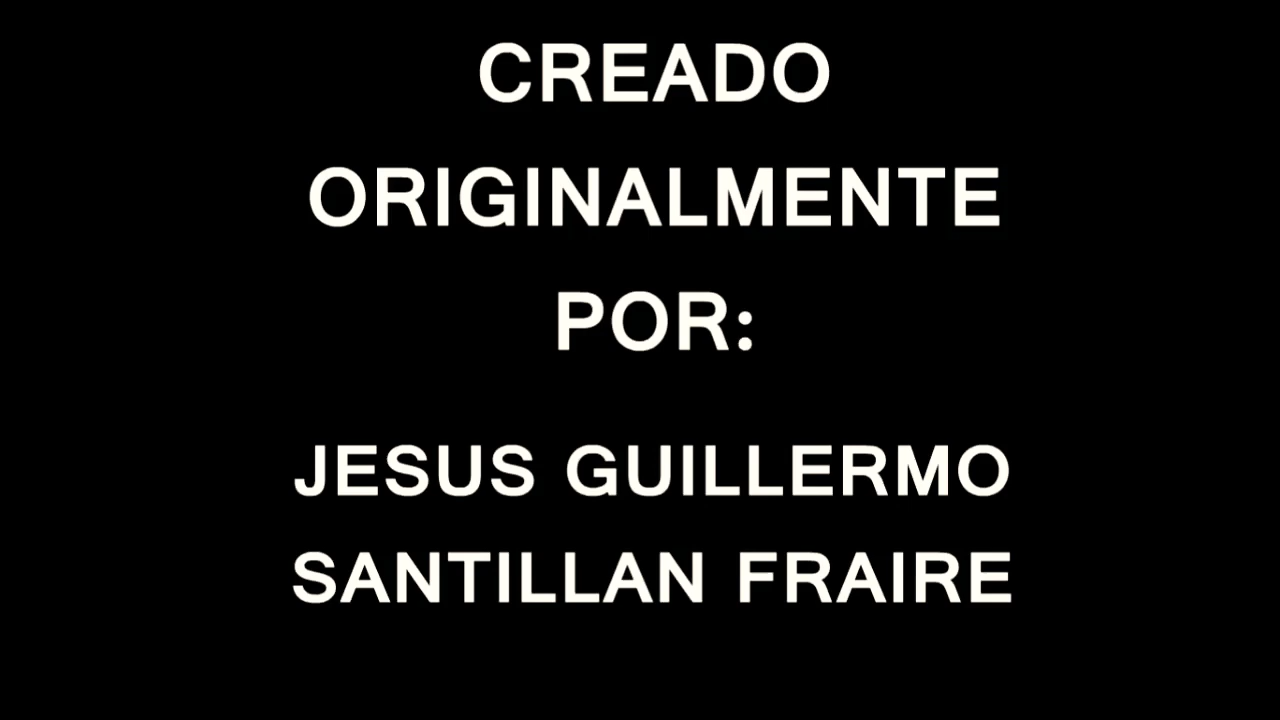 CREADO
ORIGINALMENTE
POR:
JESUS GUILLERMO
SANTILLAN FRAIRE